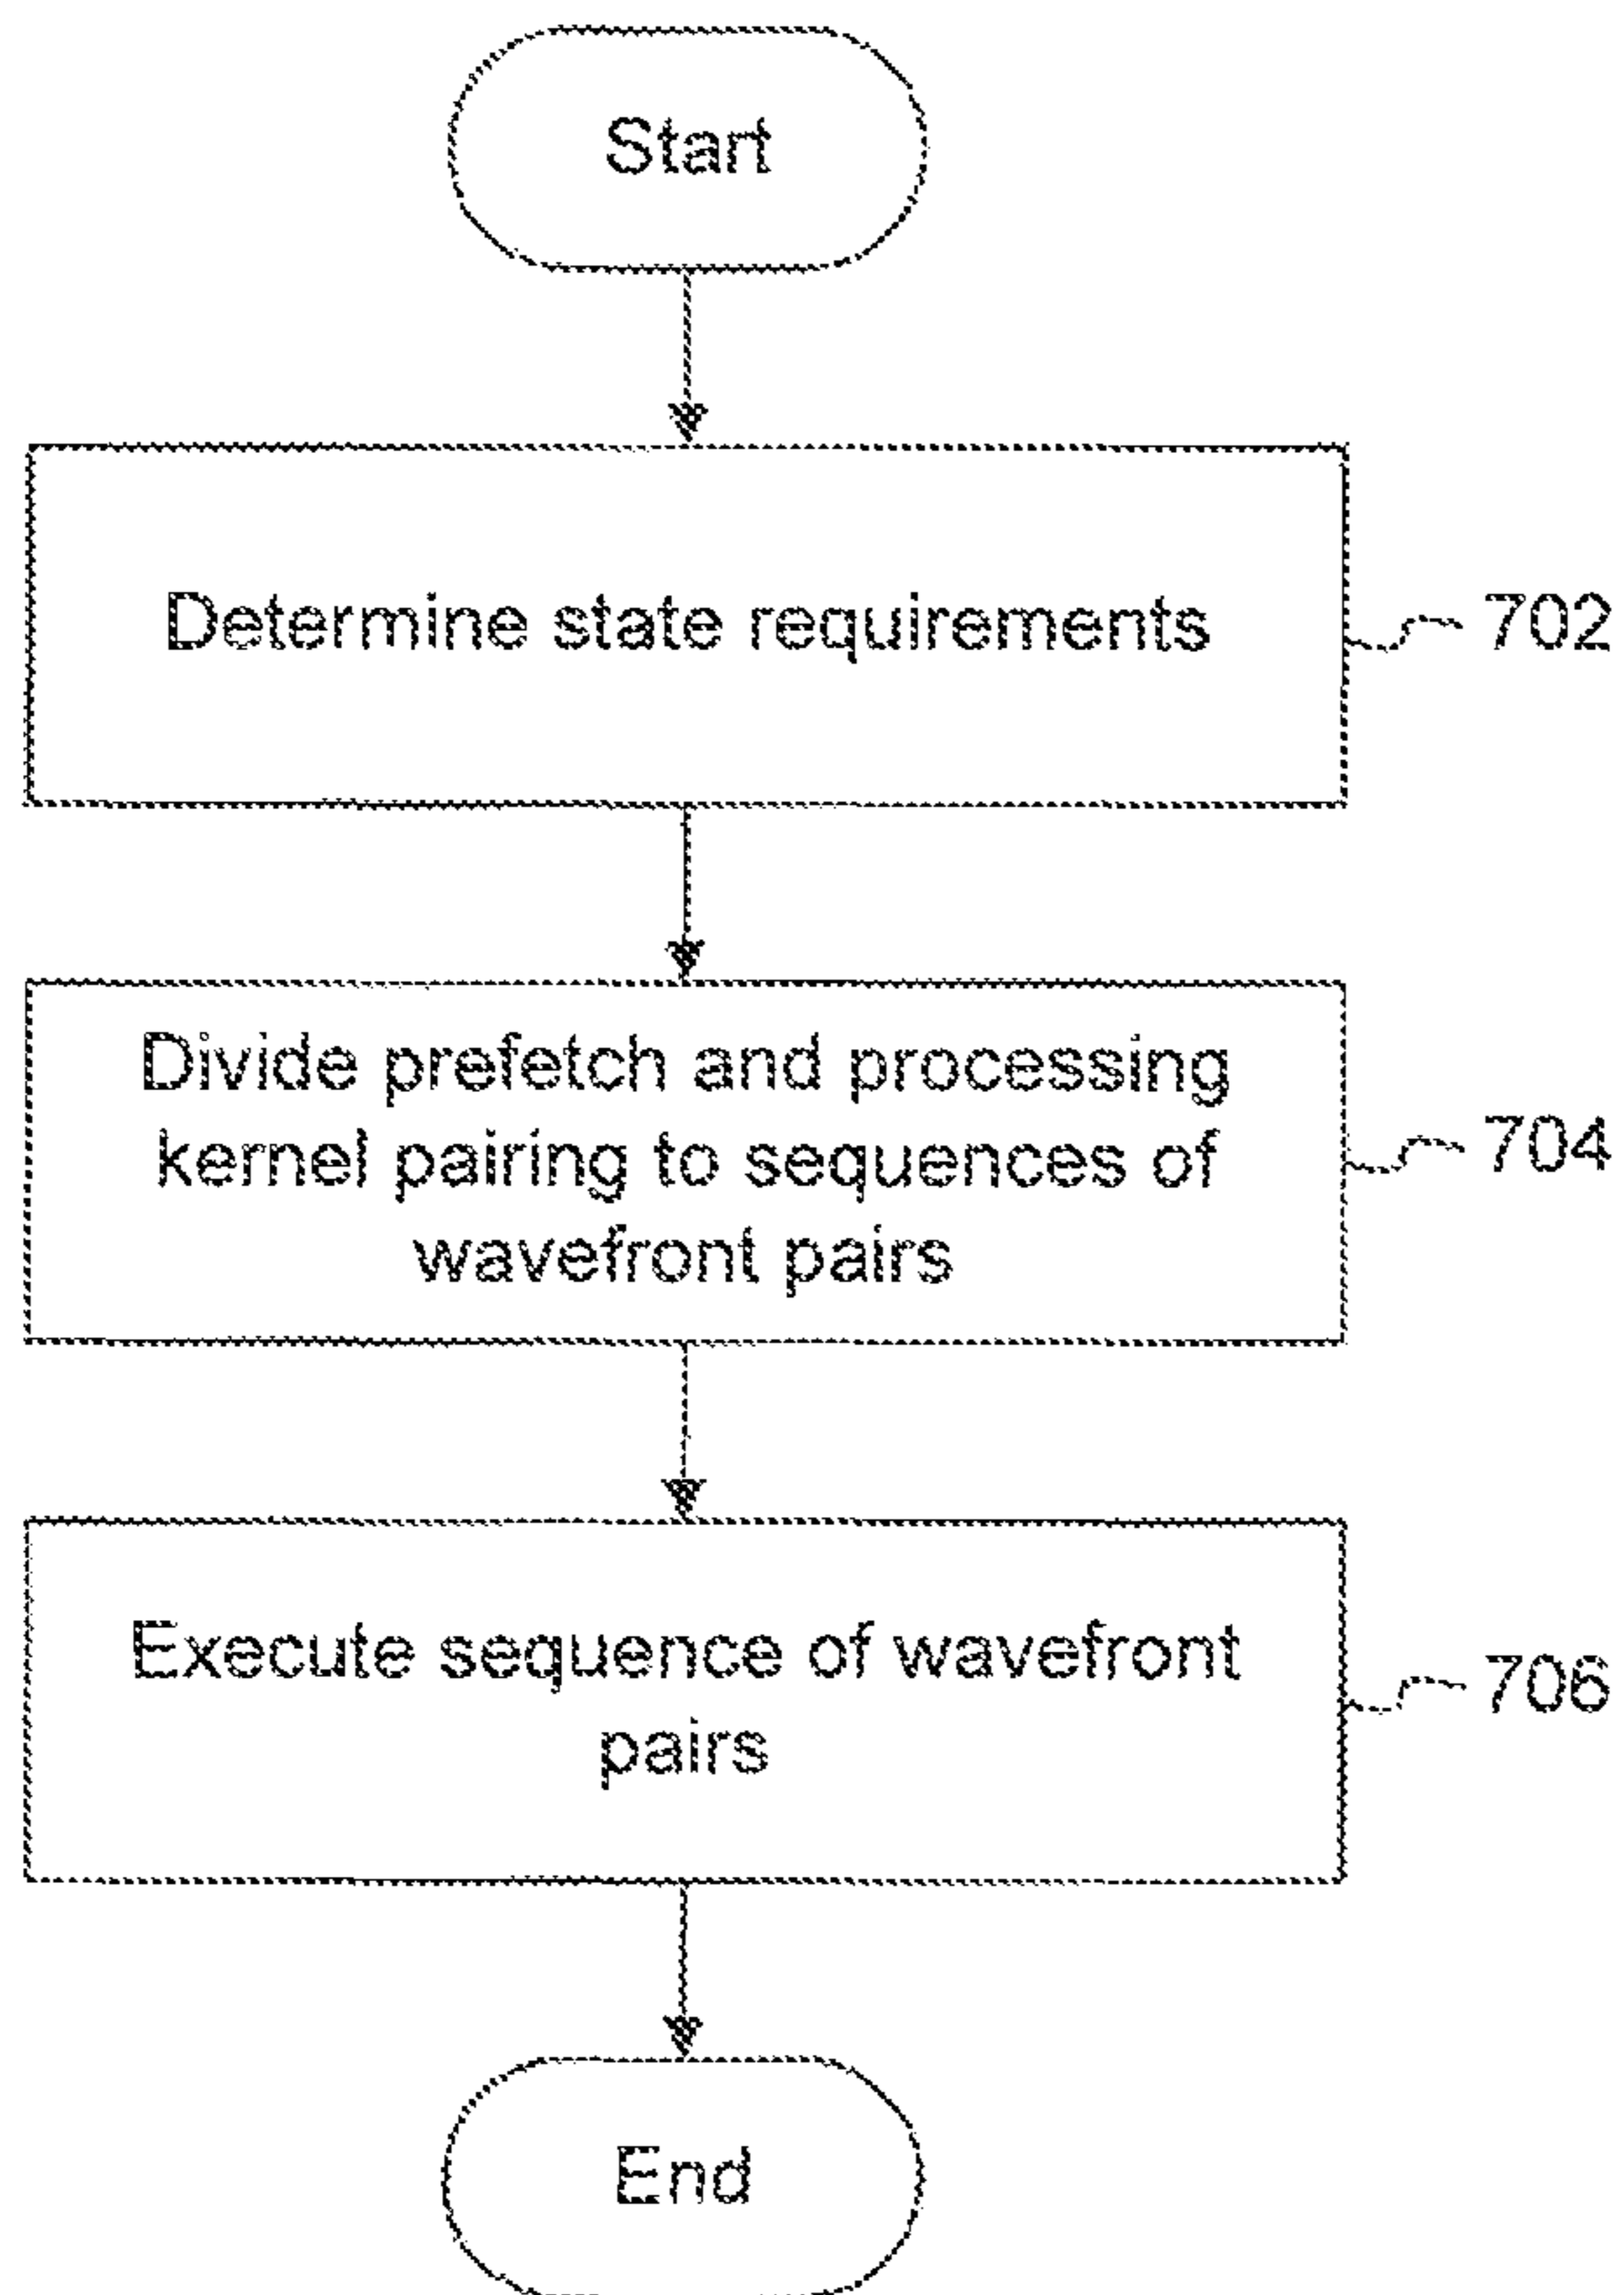 Start
Determine state requirements
702
Divide prefetch and processing
kernel pairing to sequences of
wavefront pairs
704
Execute sequence of wavefront
pairs
706
End